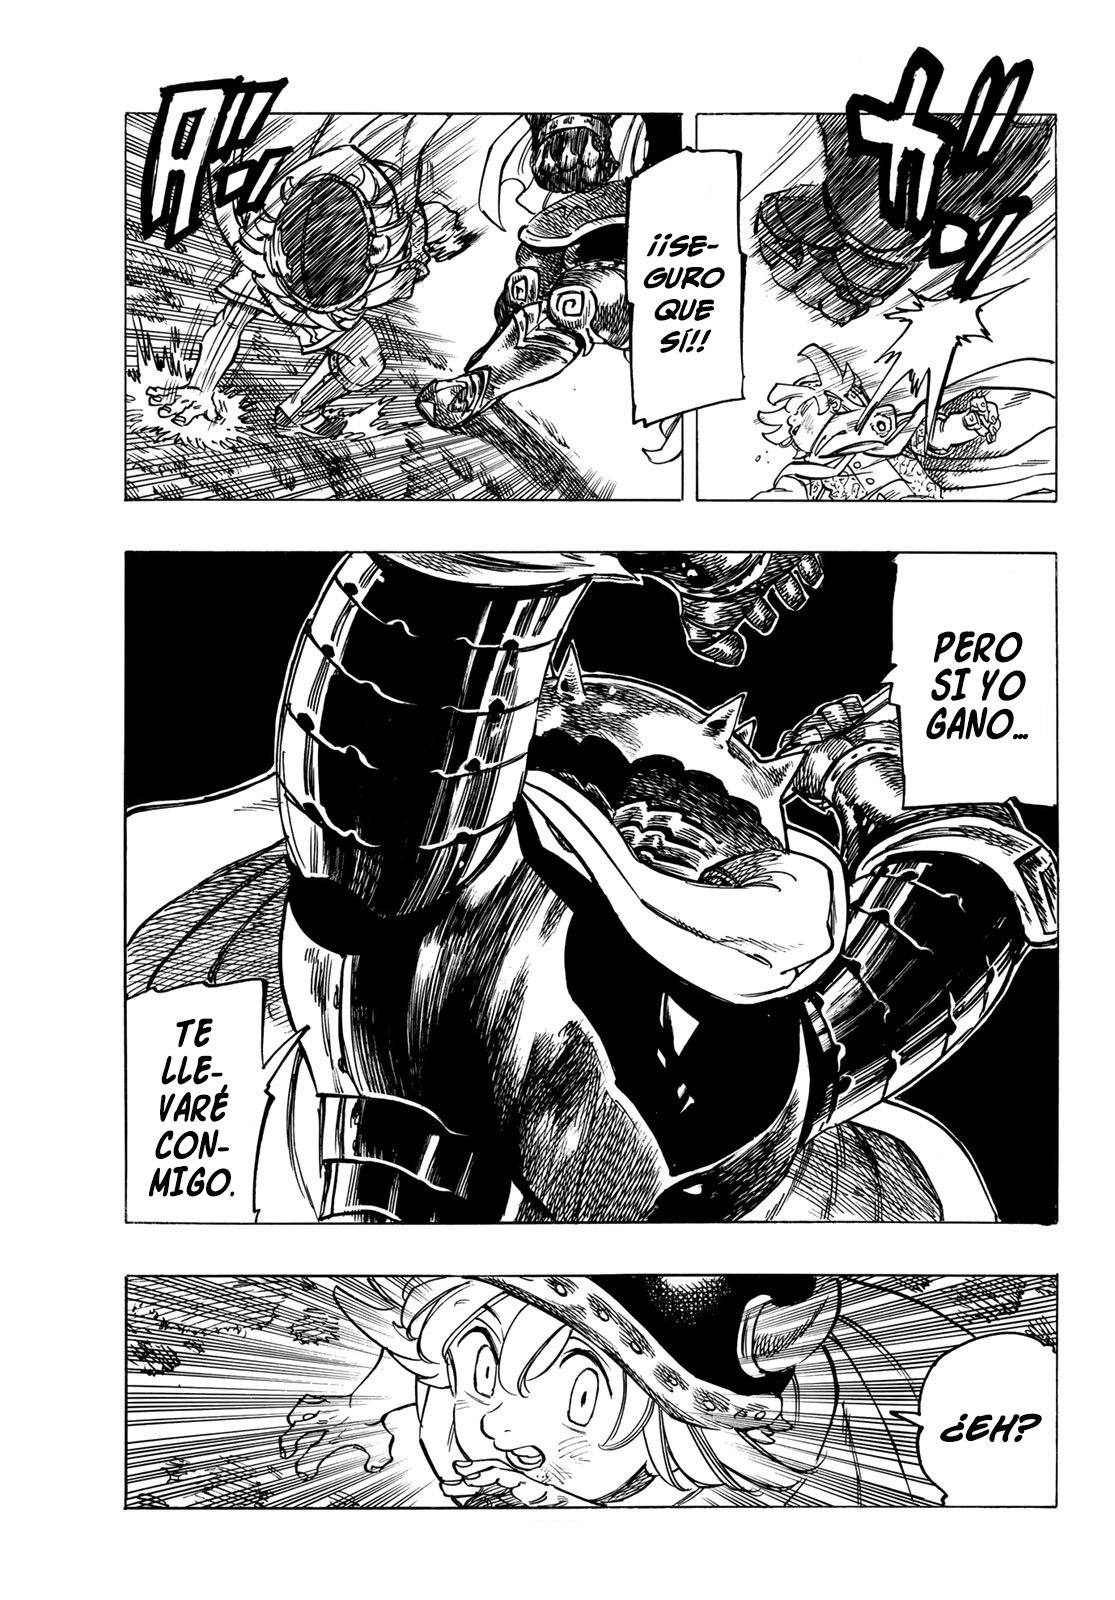 ¡¡SE-
GURO
QUE
SÍ!!
PERO
SI YO
GANO...
TE
LLE-
VARÉ
CON-
MIGO.
¿EH?